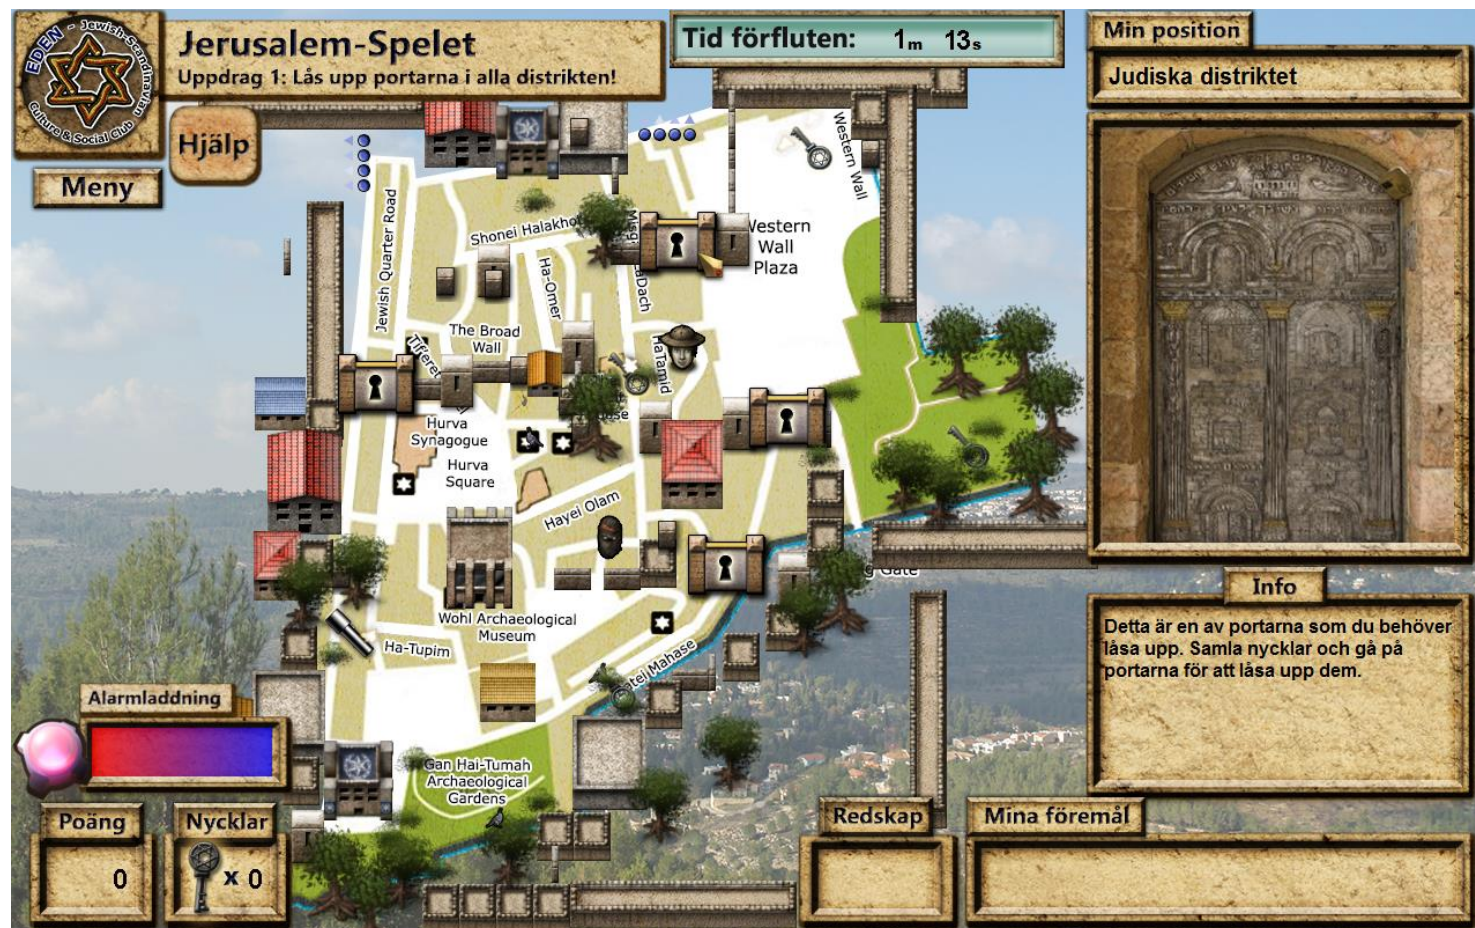 EDEN - Jewish-Scandinavian
Culture & Social Club
Jerusalem-Spelet
Uppdrag 1: Lås upp portarna i alla distrikten!
Tid förfluten: 1m 13s
Min position
Judiska distriktet
Hjälp
Meny
Western Wall
Jewish Quarter Road
Shonei Halakho
Western
Wall
Plaza
Ha-Omer
LaDach
The Broad
Wall
Tiferet
HaTamid
Hurva
Synagogue
Hurva
Square
Hayei Olam
Wohl Archaeological
Museum
Ha-Tupim
Gate
Info
Detta är en av portarna som du behöver
låsa upp. Samla nycklar och gå på
portarna för att låsa upp dem.
Alarmladdning
Gan Hai-Tumah
Archaeological
Gardens
Poäng
0
Nycklar
x 0
Redskap
Mina föremål